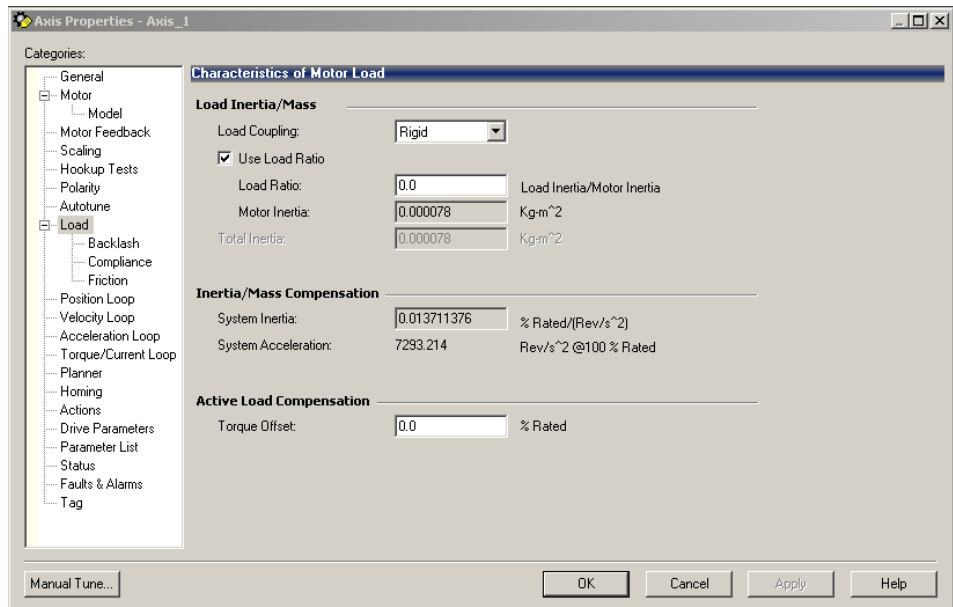 Axis Properties - Axis_1
Categories:
General
Motor
Model
Motor Feedback
Scaling
Hookup Tests
Polarity
Autotune
Load
Backlash
Compliance
Friction
Position Loop
Velocity Loop
Acceleration Loop
Torque/Current Loop
Planner
Homing
Actions
Drive Parameters
Parameter List
Status
Faults & Alarms
Tag
Characteristics of Motor Load
Load Inertia/Mass
Load Coupling: Rigid
Use Load Ratio
Load Ratio: 0.0 Load Inertia/Motor Inertia
Motor Inertia: 0.000078 Kg-m^2
Total Inertia: 0.000078 Kg-m^2
Inertia/Mass Compensation
System Inertia: 0.013711376 % Rated/(Rev/s^2)
System Acceleration: 7293.214 Rev/s^2 @100 % Rated
Active Load Compensation
Torque Offset: 0.0 % Rated
Manual Tune... OK Cancel Apply Help